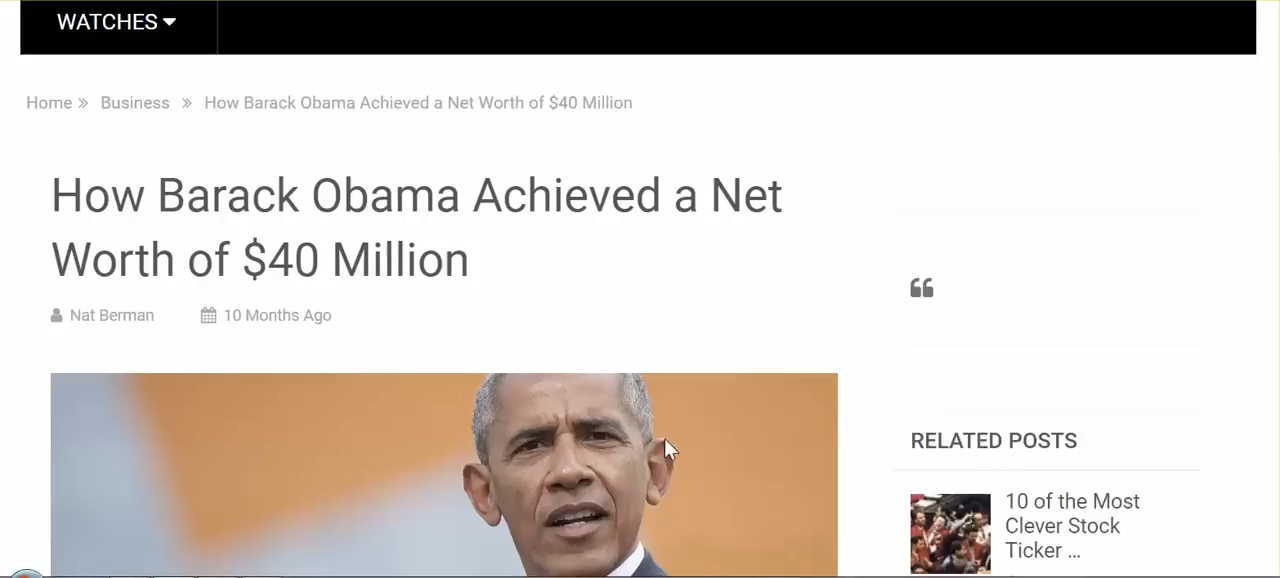 WATCHES
Home » Business » How Barack Obama Achieved a Net Worth of $40 Million
How Barack Obama Achieved a Net
Worth of $40 Million
Nat Berman 10 Months Ago
“
RELATED POSTS
10 of the Most
Clever Stock
Ticker ...